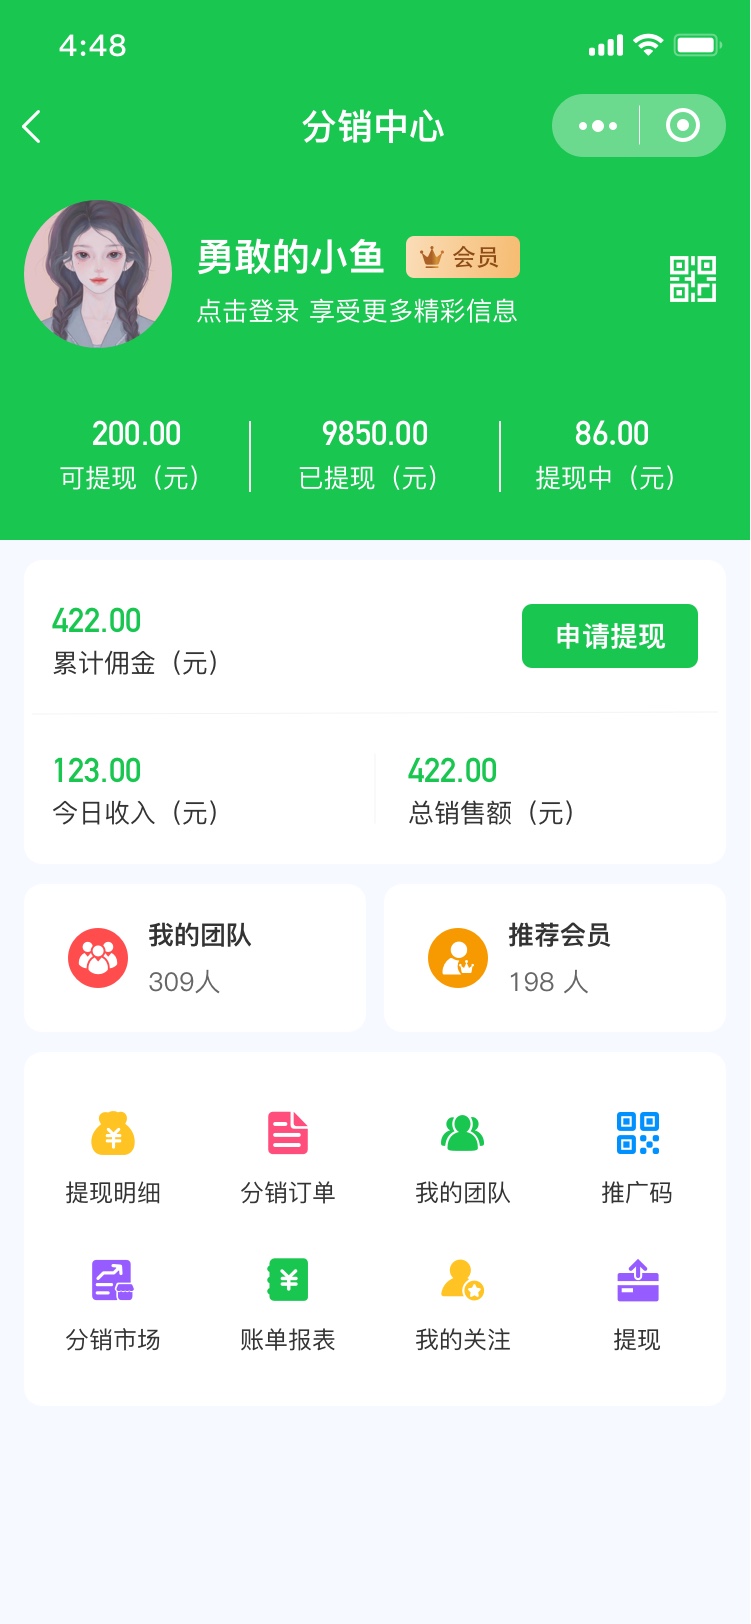 4:48
分销中心
勇敢的小鱼 会员
点击登录 享受更多精彩信息
200.00 9850.00 86.00
可提现（元） 已提现（元） 提现中（元）
422.00
累计佣金（元）
申请提现
123.00 422.00
今日收入（元） 总销售额（元）
我的团队 推荐会员
309人 198 人
提现明细 分销订单 我的团队 推广码
分销市场 账单报表 我的关注 提现